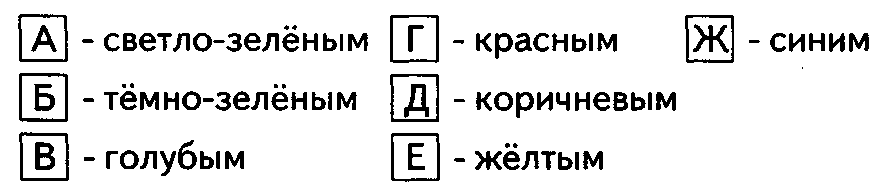 А - светло-зелёным Г - красным Ж - синим
Б - тёмно-зелёным Д - коричневым
В - голубым Е - жёлтым